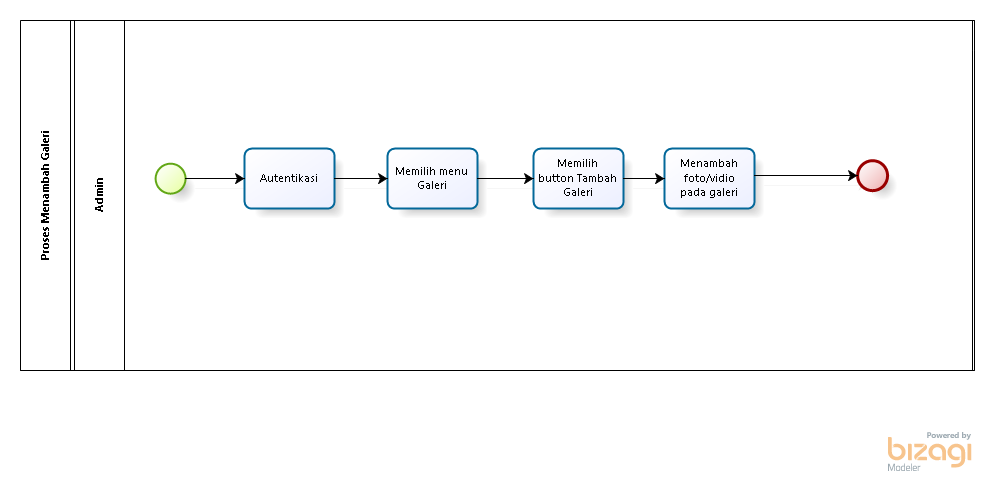 Proses Menambah Galeri
Admin
Autentikasi
Memilih menu
Galeri
Memilih
button Tambah
Galeri
Menambah
foto/vidio
pada galeri
Powered by
bizagi
Modeler